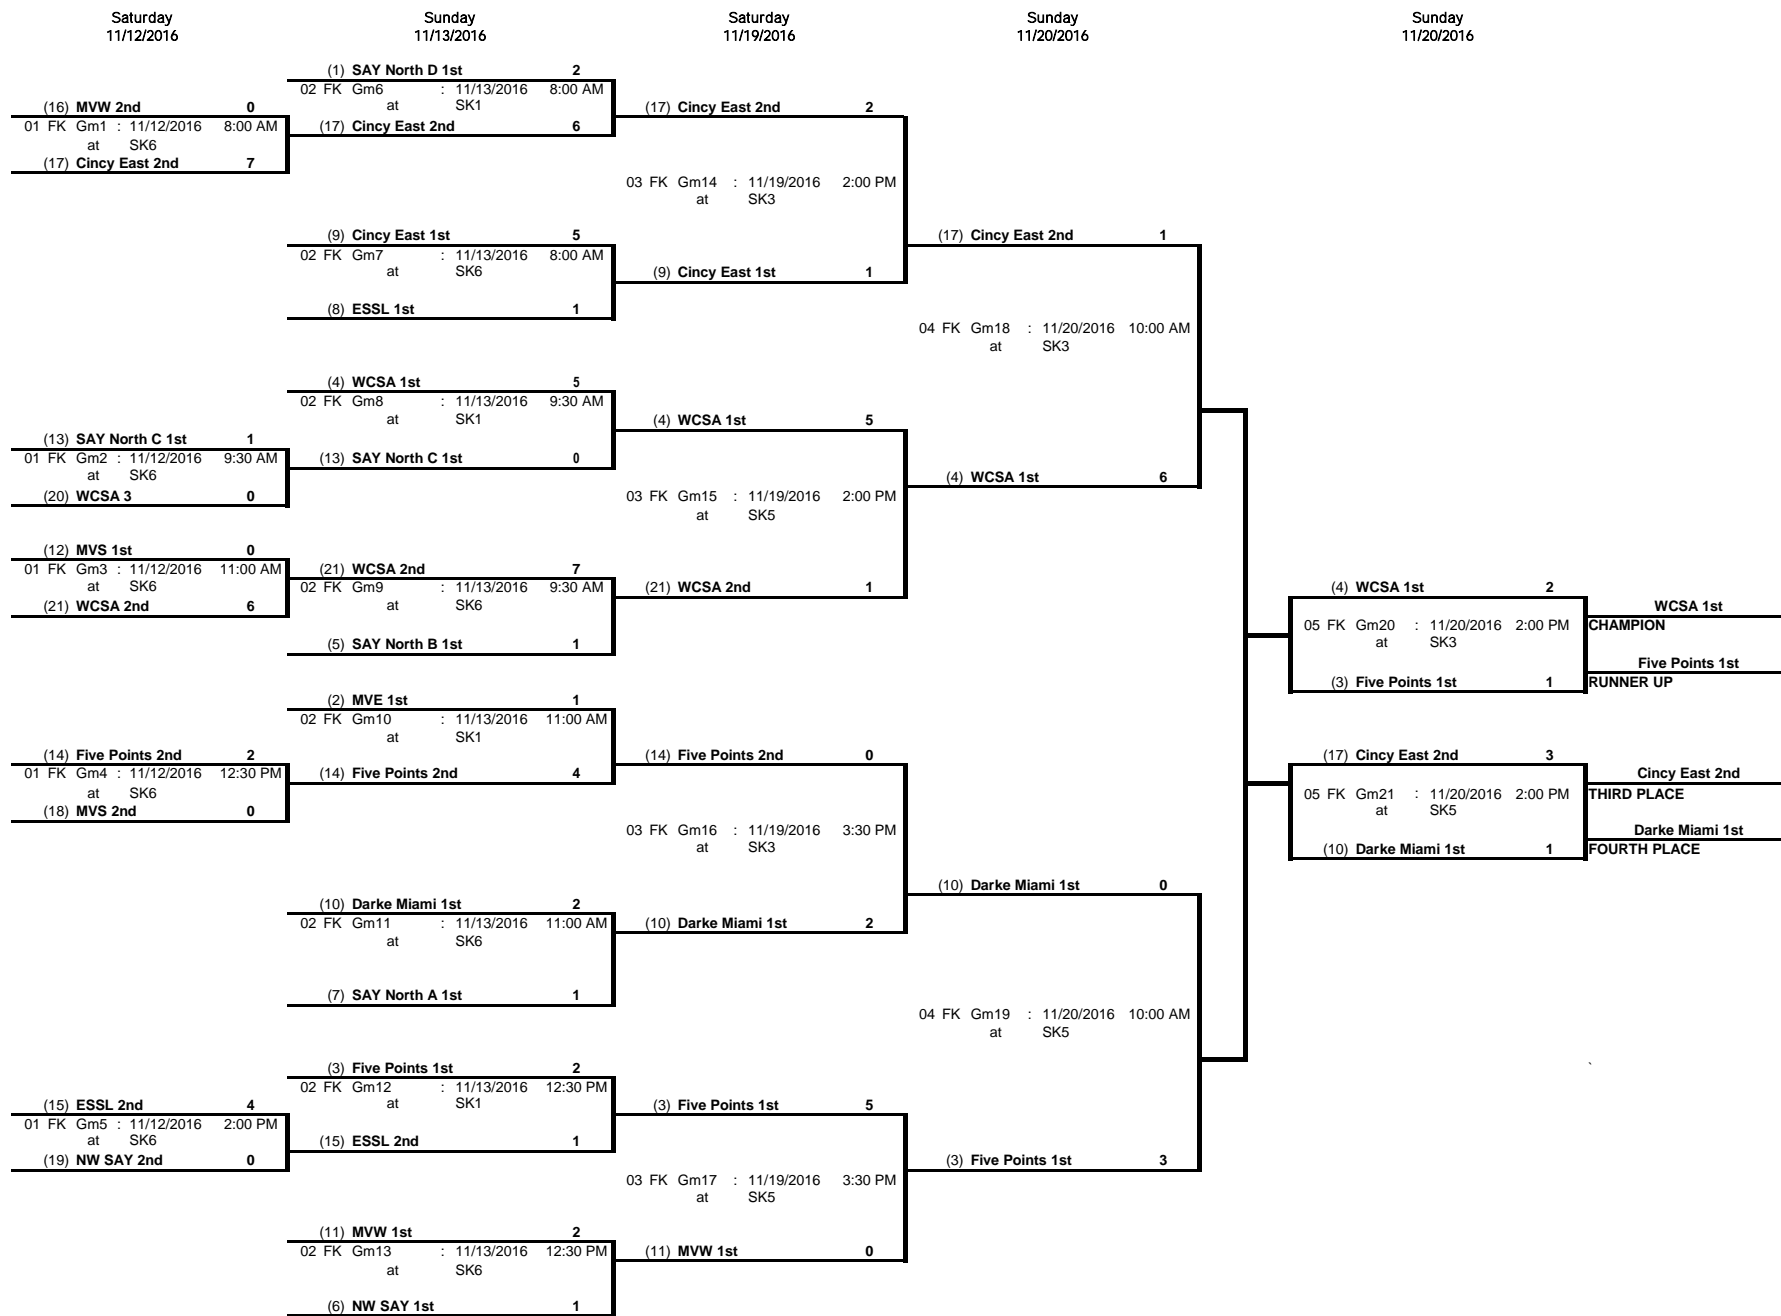 Saturday
11/12/2016
Sunday
11/13/2016
Saturday
11/19/2016
Sunday
11/20/2016
Sunday
11/20/2016
(16) MVW 2nd 0
01 FK Gm1 : 11/12/2016 8:00 AM
at SK6
(17) Cincy East 2nd 7
(13) SAY North C 1st 1
01 FK Gm2 : 11/12/2016 9:30 AM
at SK6
(20) WCSA 3 0
(12) MVS 1st 0
01 FK Gm3 : 11/12/2016 11:00 AM
at SK6
(21) WCSA 2nd 6
(14) Five Points 2nd 2
01 FK Gm4 : 11/12/2016 12:30 PM
at SK6
(18) MVS 2nd 0
(15) ESSL 2nd 4
01 FK Gm5 : 11/12/2016 2:00 PM
at SK6
(19) NW SAY 2nd 0
(1) SAY North D 1st 2
02 FK Gm6 : 11/13/2016 8:00 AM
at SK1
(17) Cincy East 2nd 6
(9) Cincy East 1st 5
02 FK Gm7 : 11/13/2016 8:00 AM
at SK6
(8) ESSL 1st 1
(4) WCSA 1st 5
02 FK Gm8 : 11/13/2016 9:30 AM
at SK1
(13) SAY North C 1st 0
(21) WCSA 2nd 7
02 FK Gm9 : 11/13/2016 9:30 AM
at SK6
(5) SAY North B 1st 1
(2) MVE 1st 1
02 FK Gm10 : 11/13/2016 11:00 AM
at SK1
(14) Five Points 2nd 4
(10) Darke Miami 1st 2
02 FK Gm11 : 11/13/2016 11:00 AM
at SK6
(7) SAY North A 1st 1
(3) Five Points 1st 2
02 FK Gm12 : 11/13/2016 12:30 PM
at SK1
(15) ESSL 2nd 1
(11) MVW 1st 2
02 FK Gm13 : 11/13/2016 12:30 PM
at SK6
(6) NW SAY 1st 1
(17) Cincy East 2nd 2
03 FK Gm14 : 11/19/2016 2:00 PM
at SK3
(9) Cincy East 1st 1
(4) WCSA 1st 5
03 FK Gm15 : 11/19/2016 2:00 PM
at SK5
(21) WCSA 2nd 1
(14) Five Points 2nd 0
03 FK Gm16 : 11/19/2016 3:30 PM
at SK3
(10) Darke Miami 1st 2
(3) Five Points 1st 5
03 FK Gm17 : 11/19/2016 3:30 PM
at SK5
(11) MVW 1st 0
(17) Cincy East 2nd 1
04 FK Gm18 : 11/20/2016 10:00 AM
at SK3
(4) WCSA 1st 6
(10) Darke Miami 1st 0
04 FK Gm19 : 11/20/2016 10:00 AM
at SK5
(3) Five Points 1st 3
(4) WCSA 1st 2
05 FK Gm20 : 11/20/2016 2:00 PM
at SK3
(3) Five Points 1st 1
(17) Cincy East 2nd 3
05 FK Gm21 : 11/20/2016 2:00 PM
at SK5
(10) Darke Miami 1st 1
WCSA 1st
CHAMPION
Five Points 1st
RUNNER UP
Cincy East 2nd
THIRD PLACE
Darke Miami 1st
FOURTH PLACE
`